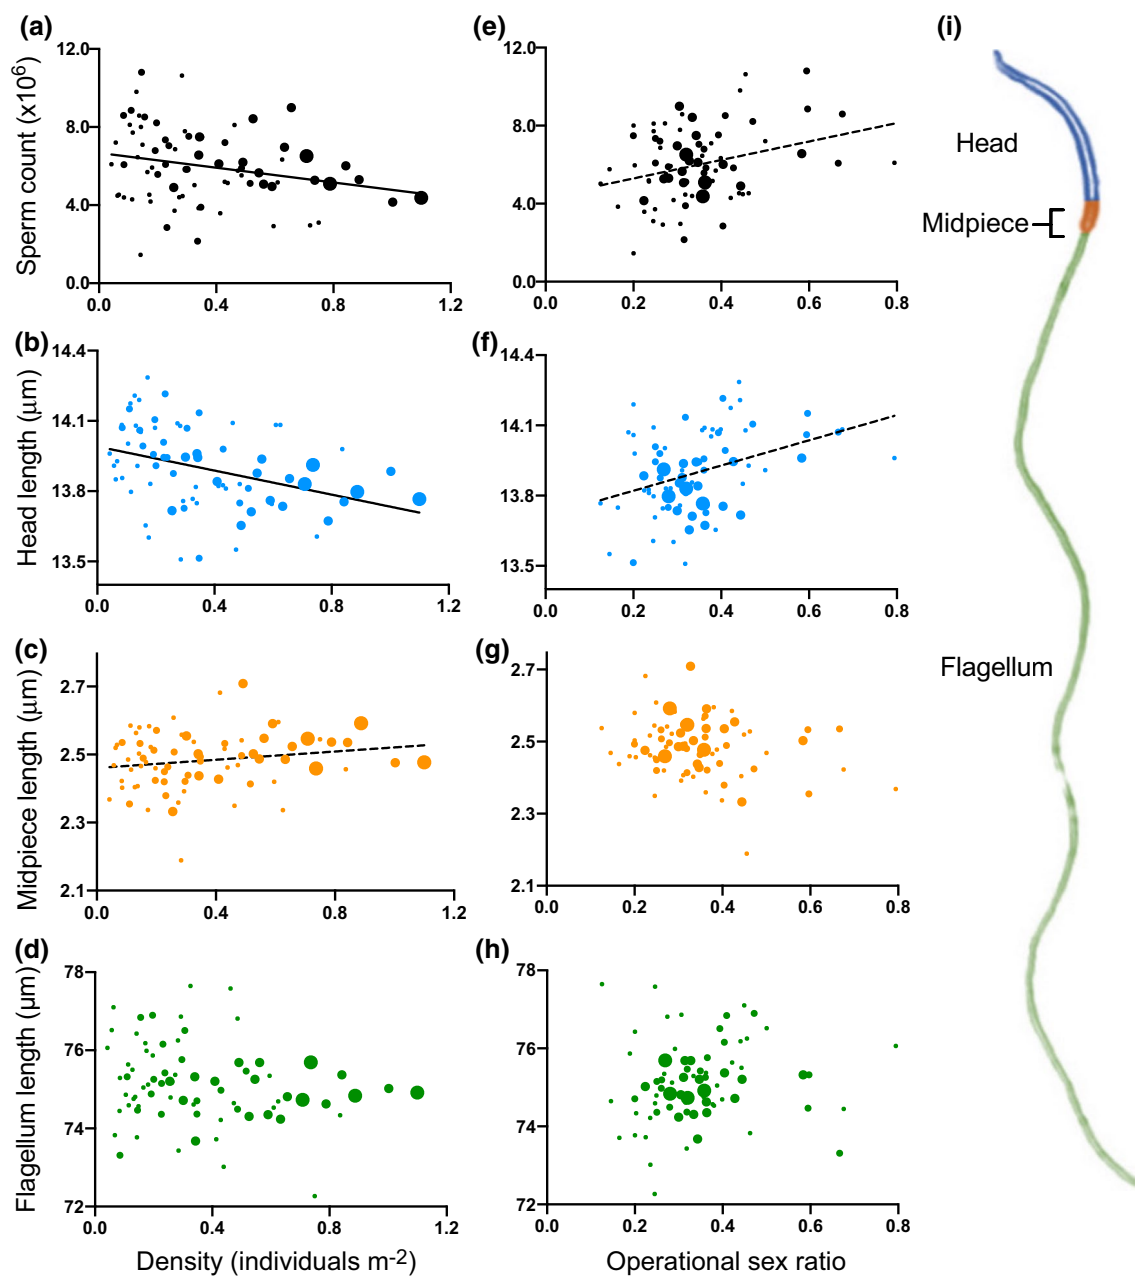 (a)
Sperm count (x10⁶)
12.0
8.0
4.0
0.0
0.0 0.4 0.8 1.2
(e)
12.0
8.0
4.0
0.0
0.0 0.2 0.4 0.6 0.8
(b)
Head length (μm)
14.4
14.1
13.8
13.5
0.0 0.4 0.8 1.2
(f)
14.4
14.1
13.8
13.5
0.0 0.2 0.4 0.6 0.8
(c)
Midpiece length (μm)
2.7
2.5
2.3
2.1
0.0 0.4 0.8 1.2
(g)
2.7
2.5
2.3
2.1
0.0 0.2 0.4 0.6 0.8
(d)
Flagellum length (μm)
78
76
74
72
0.0 0.4 0.8 1.2
Density (individuals m⁻²)
(h)
78
76
74
72
0.0 0.2 0.4 0.6 0.8
Operational sex ratio
(i)
Head
Midpiece
Flagellum